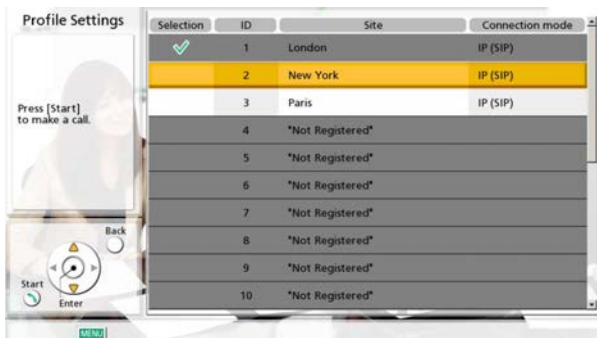 Profile Settings
Press [Start]
to make a call.
Back
Start
Enter
MENU
Selection ID Site Connection mode
1 London IP (SIP)
2 New York IP (SIP)
3 Paris IP (SIP)
4 *Not Registered*
5 *Not Registered*
6 *Not Registered*
7 *Not Registered*
8 *Not Registered*
9 *Not Registered*
10 *Not Registered*